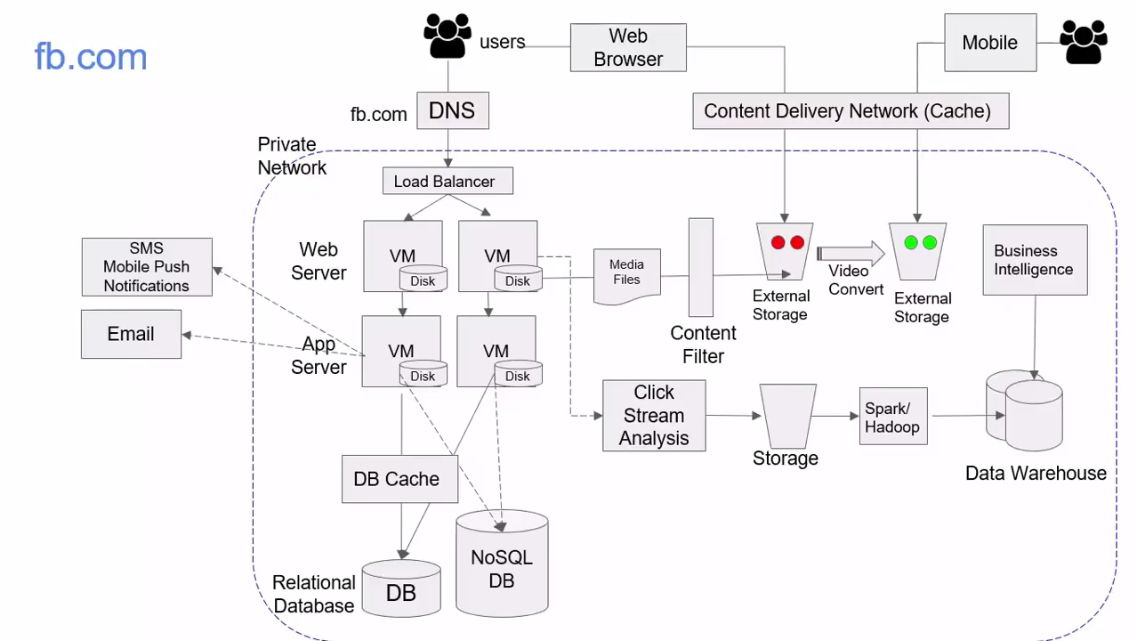 fb.com
users
Web
Browser
Mobile
fb.com
DNS
Content Delivery Network (Cache)
Private
Network
Load Balancer
Web
Server
VM
Disk
VM
Disk
Media
Files
Content
Filter
External
Storage
Video
Convert
External
Storage
Business
Intelligence
SMS
Mobile Push
Notifications
Email
App
Server
VM
Disk
VM
Disk
Click
Stream
Analysis
Storage
Spark/
Hadoop
Data Warehouse
DB Cache
Relational
Database
DB
NoSQL
DB